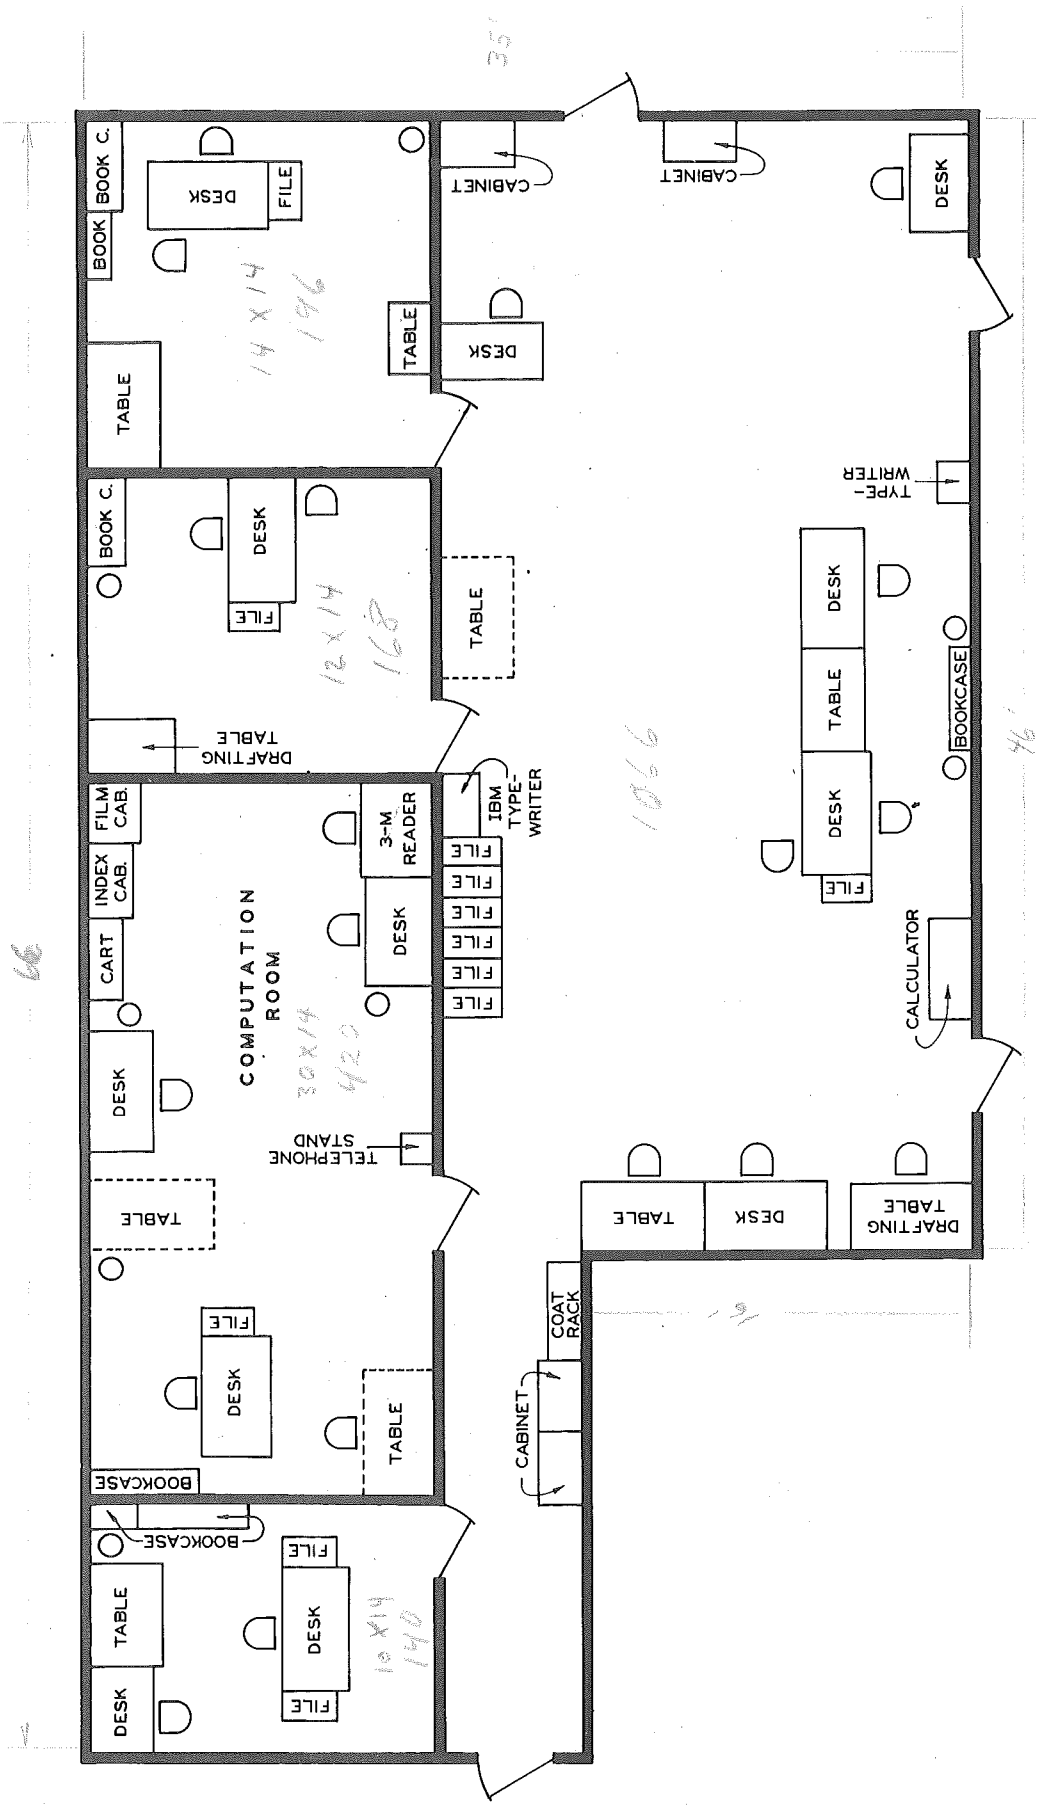 35'
BOOK C.
BOOK
DESK
FILE
14 X 14
196
TABLE
TABLE
CABINET
CABINET
DESK
DESK
BOOK C.
DESK
FILE
12 X 14
168
DRAFTING
TABLE
TABLE
TYPE-
WRITER
DESK
TABLE
DESK
FILE
BOOKCASE
46'
1066
FILM
CAB.
INDEX
CAB.
CART
3-M
READER
DESK
COMPUTATION
ROOM
30X14
420
DESK
TELEPHONE
STAND
TABLE
FILE
DESK
TABLE
BOOKCASE
IBM
TYPE-
WRITER
FILE
FILE
FILE
FILE
FILE
FILE
CALCULATOR
TABLE
DESK
DRAFTING
TABLE
COAT
RACK
CABINET
BOOKCASE
TABLE
DESK
FILE
DESK
FILE
10 X14
140